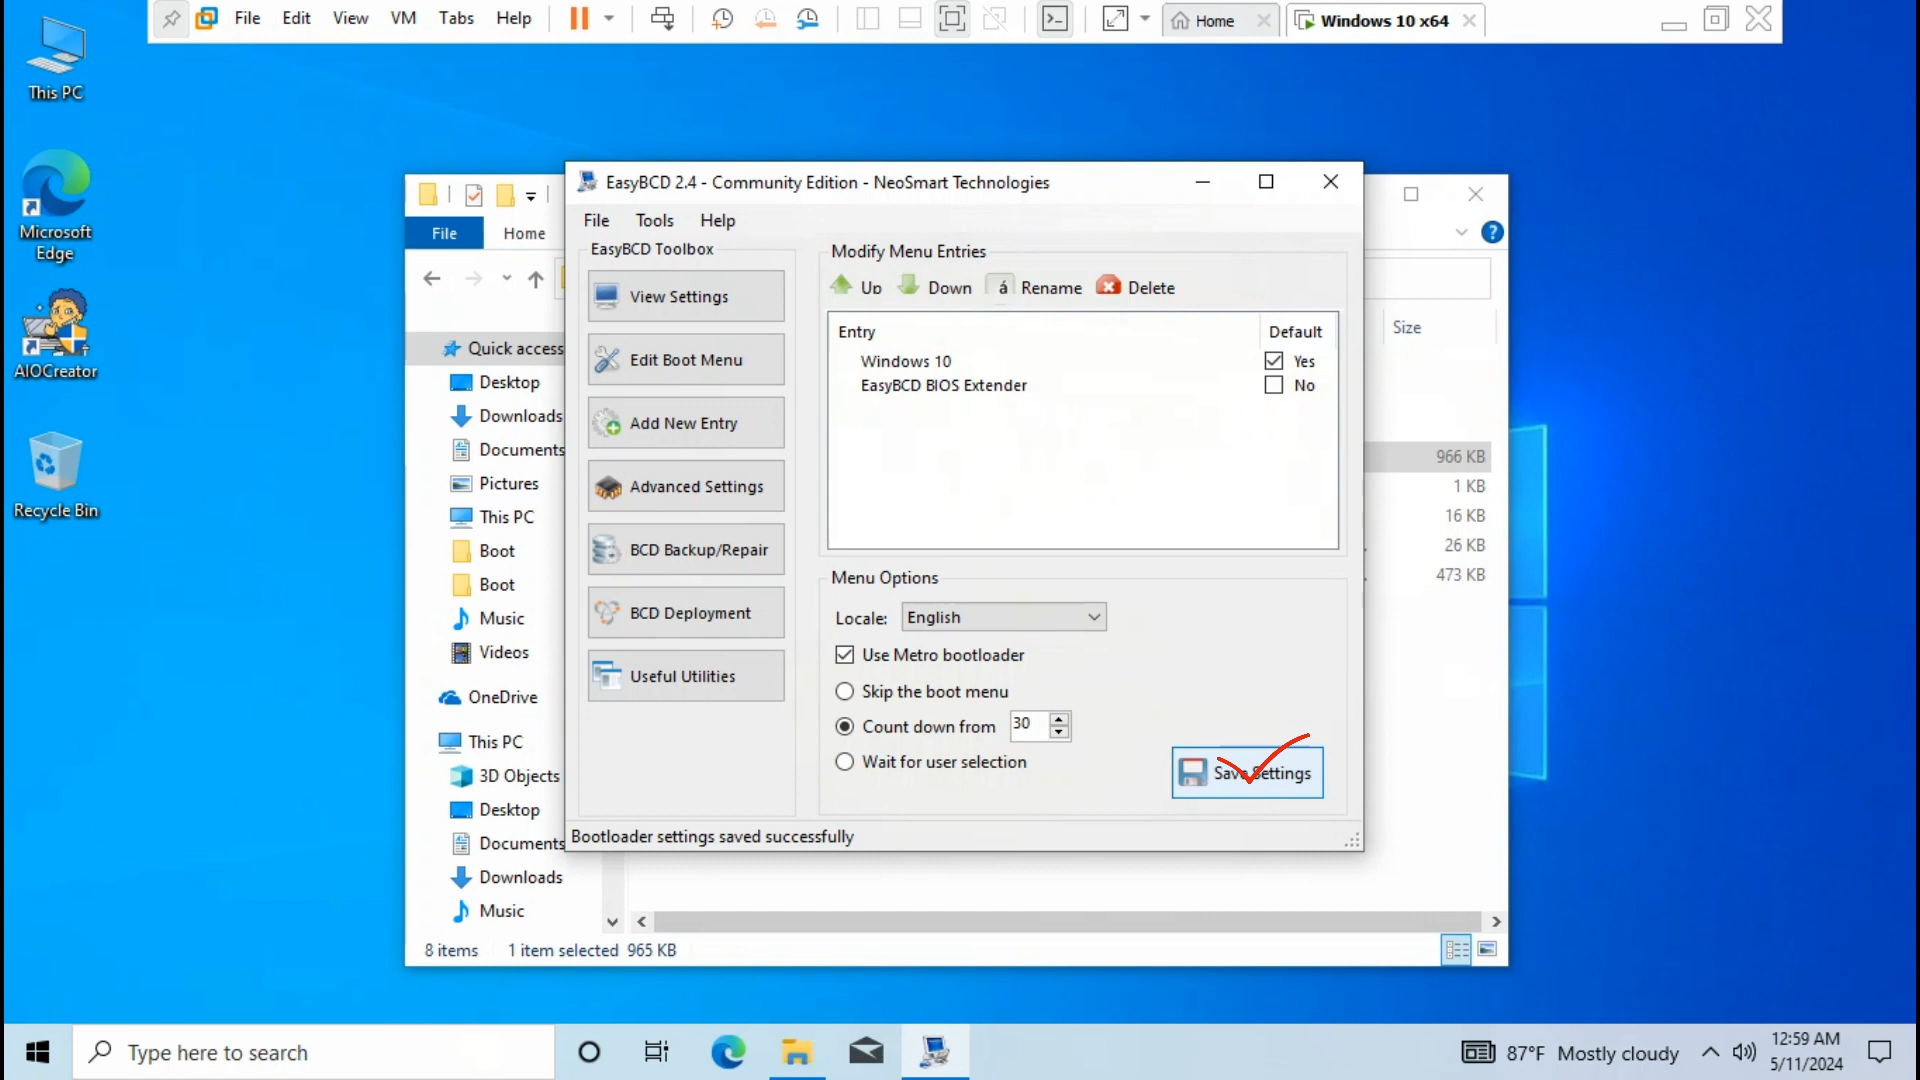 File Edit View VM Tabs Help
Home
Windows 10 x64
This PC
Microsoft
Edge
AIOCreator
Recycle Bin
File Home
Quick access
Desktop
Downloads
Documents
Pictures
This PC
Boot
Boot
Music
Videos
OneDrive
This PC
3D Objects
Desktop
Documents
Downloads
Music
Size
966 KB
1 KB
16 KB
26 KB
473 KB
8 items 1 item selected 965 KB
EasyBCD 2.4 - Community Edition - NeoSmart Technologies
File Tools Help
EasyBCD Toolbox
View Settings
Edit Boot Menu
Add New Entry
Advanced Settings
BCD Backup/Repair
BCD Deployment
Useful Utilities
Modify Menu Entries
Up Down á Rename Delete
Entry Default
Windows 10 Yes
EasyBCD BIOS Extender No
Menu Options
Locale: English
Use Metro bootloader
Skip the boot menu
Count down from 30
Wait for user selection
Save Settings
Bootloader settings saved successfully
Type here to search
87°F Mostly cloudy
12:59 AM
5/11/2024